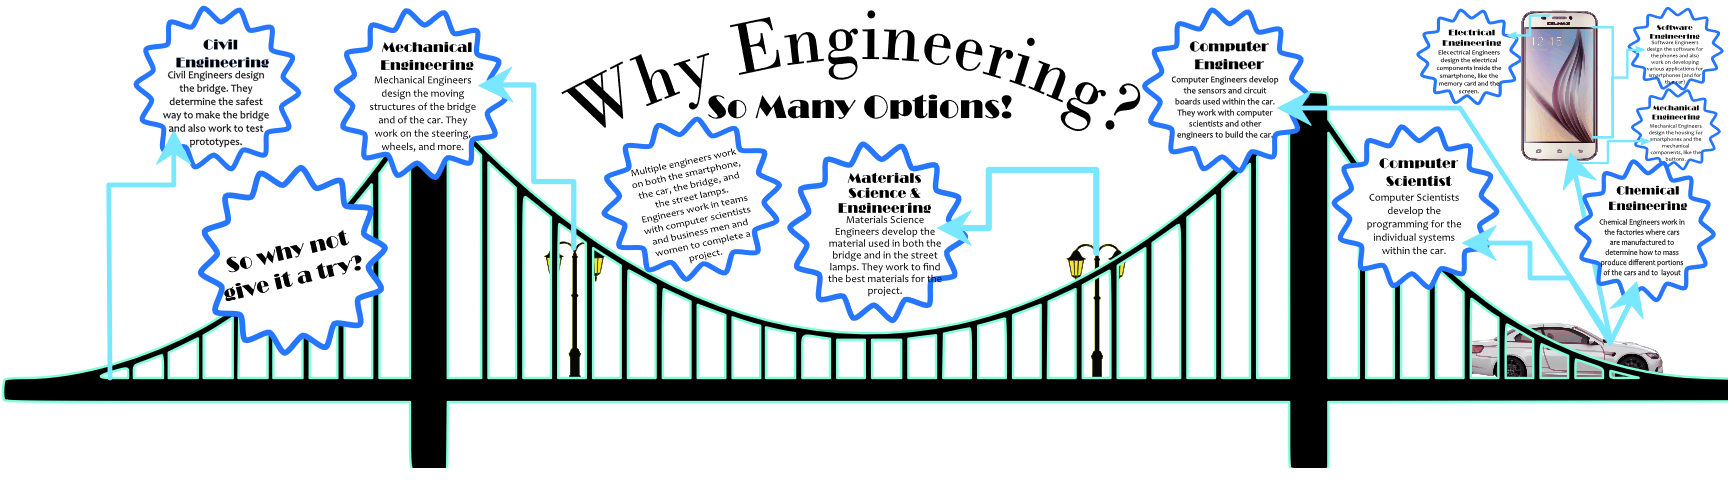 Why Engineering?
So Many Options!
Civil
Engineering
Civil Engineers design
the bridge. They
determine the safest
way to make the bridge
and also work to test
prototypes.
So why not
give it a try?
Mechanical
Engineering
Mechanical Engineers
design the moving
structures of the bridge
and of the car. They
work on the steering,
wheels, and more.
Multiple engineers work
on both the smartphone,
the car, the bridge, and
the street lamps.
Engineers work in teams
with computer scientists
and business men and
women to complete a
project.
Materials
Science &
Engineering
Materials Science
Engineers develop the
material used in both the
bridge and in the street
lamps. They work to find
the best materials for the
project.
Computer
Engineer
Computer Engineers develop
the sensors and circuit
boards used within the car.
They work with computer
scientists and other
engineers to build the car.
Computer
Scientist
Computer Scientists
develop the
programming for the
individual systems
within the car.
Electrical
Engineering
Elecectrical Engineers
design the electrical
components inside the
smartphone, like the
memory card and the
screen.
12 15
Software
Engineering
Software Engineers
design the software for
the phones and also
work on developing
various applications for
smartphones (and for
the car)
Mechanical
Engineering
Mechanical Engineers
design the housing for
smartphones and the
mechanical
components, like the
buttons.
Chemical
Engineering
Chemical Engineers work in
the factories where cars
are manufactured to
determine how to mass
produce different portions
of the cars and to layout